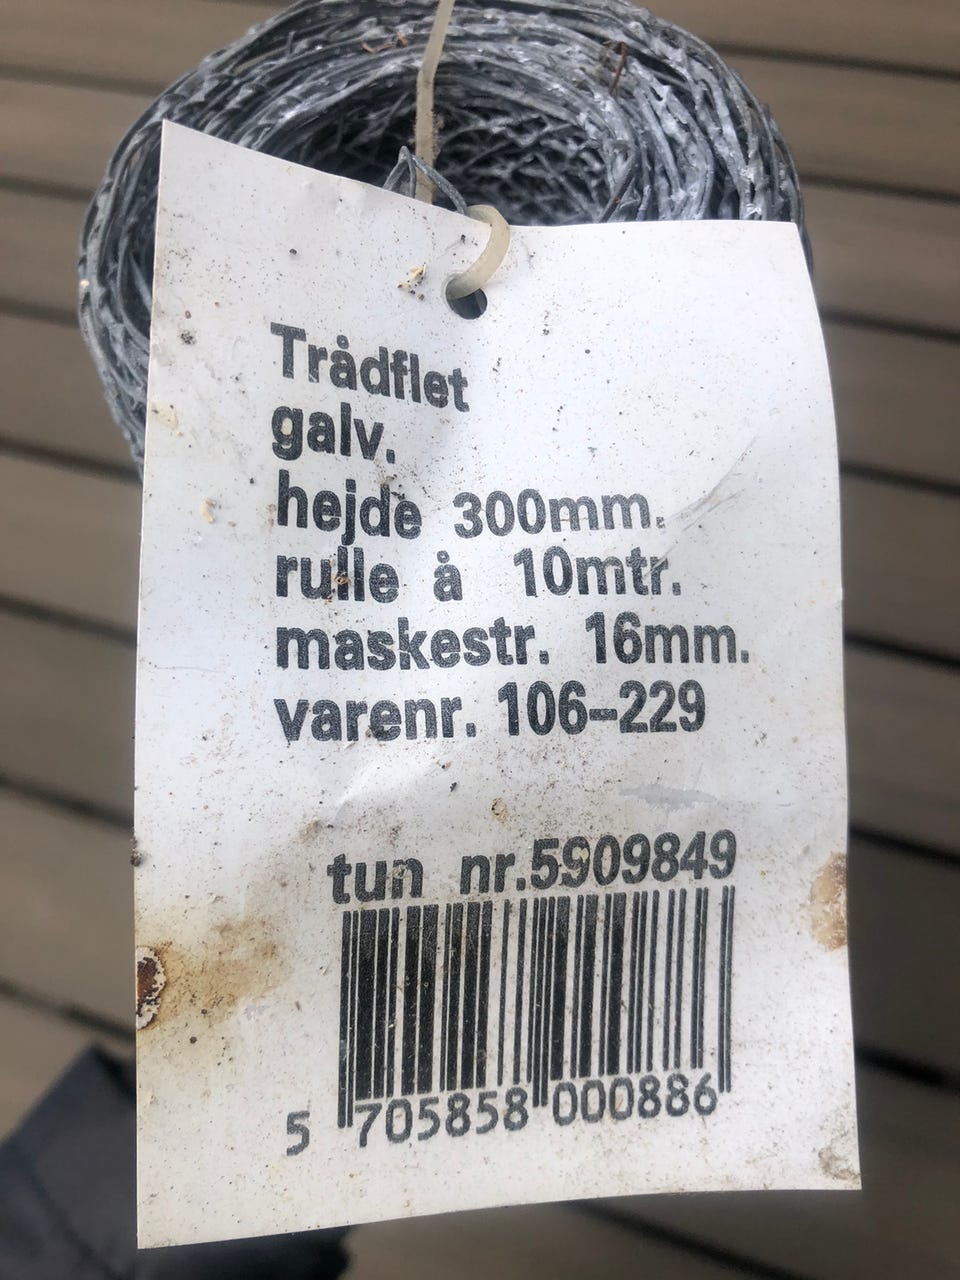 Trådflet
galv.
hejde 300mm.
rulle å 10mtr.
maskestr. 16mm.
varenr. 106-229
tun nr.5909849
5 705858 000886